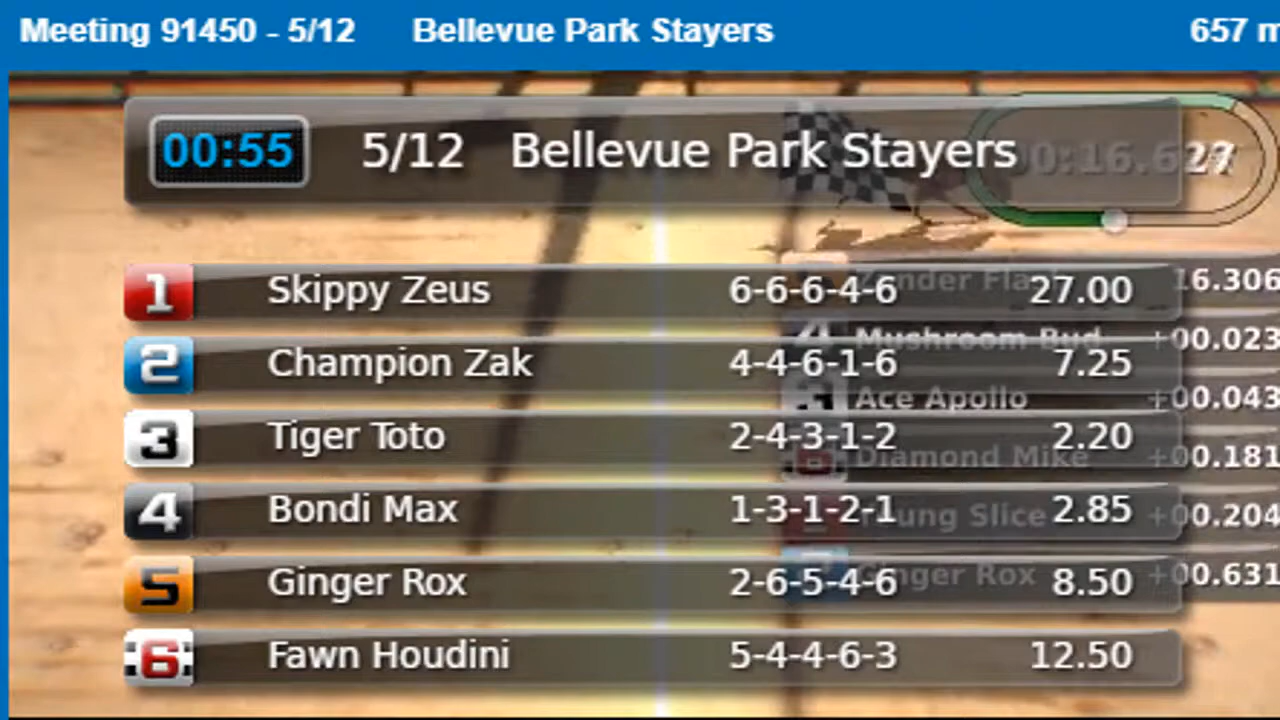 Meeting 91450 - 5/12 Bellevue Park Stayers 657 m
00:55 5/12 Bellevue Park Stayers
1 Skippy Zeus 6-6-6-4-6 27.00
16.306
Mushroom Bud +00.023
2 Champion Zak 4-4-6-1-6 7.25
Ace Apollo +00.043
3 Tiger Toto 2-4-3-1-2 2.20
Diamond Mike +00.181
4 Bondi Max 1-3-1-2-1 2.85
Young Slice +00.204
5 Ginger Rox 2-6-5-4-6 8.50
Ginger Rox +00.631
6 Fawn Houdini 5-4-4-6-3 12.50